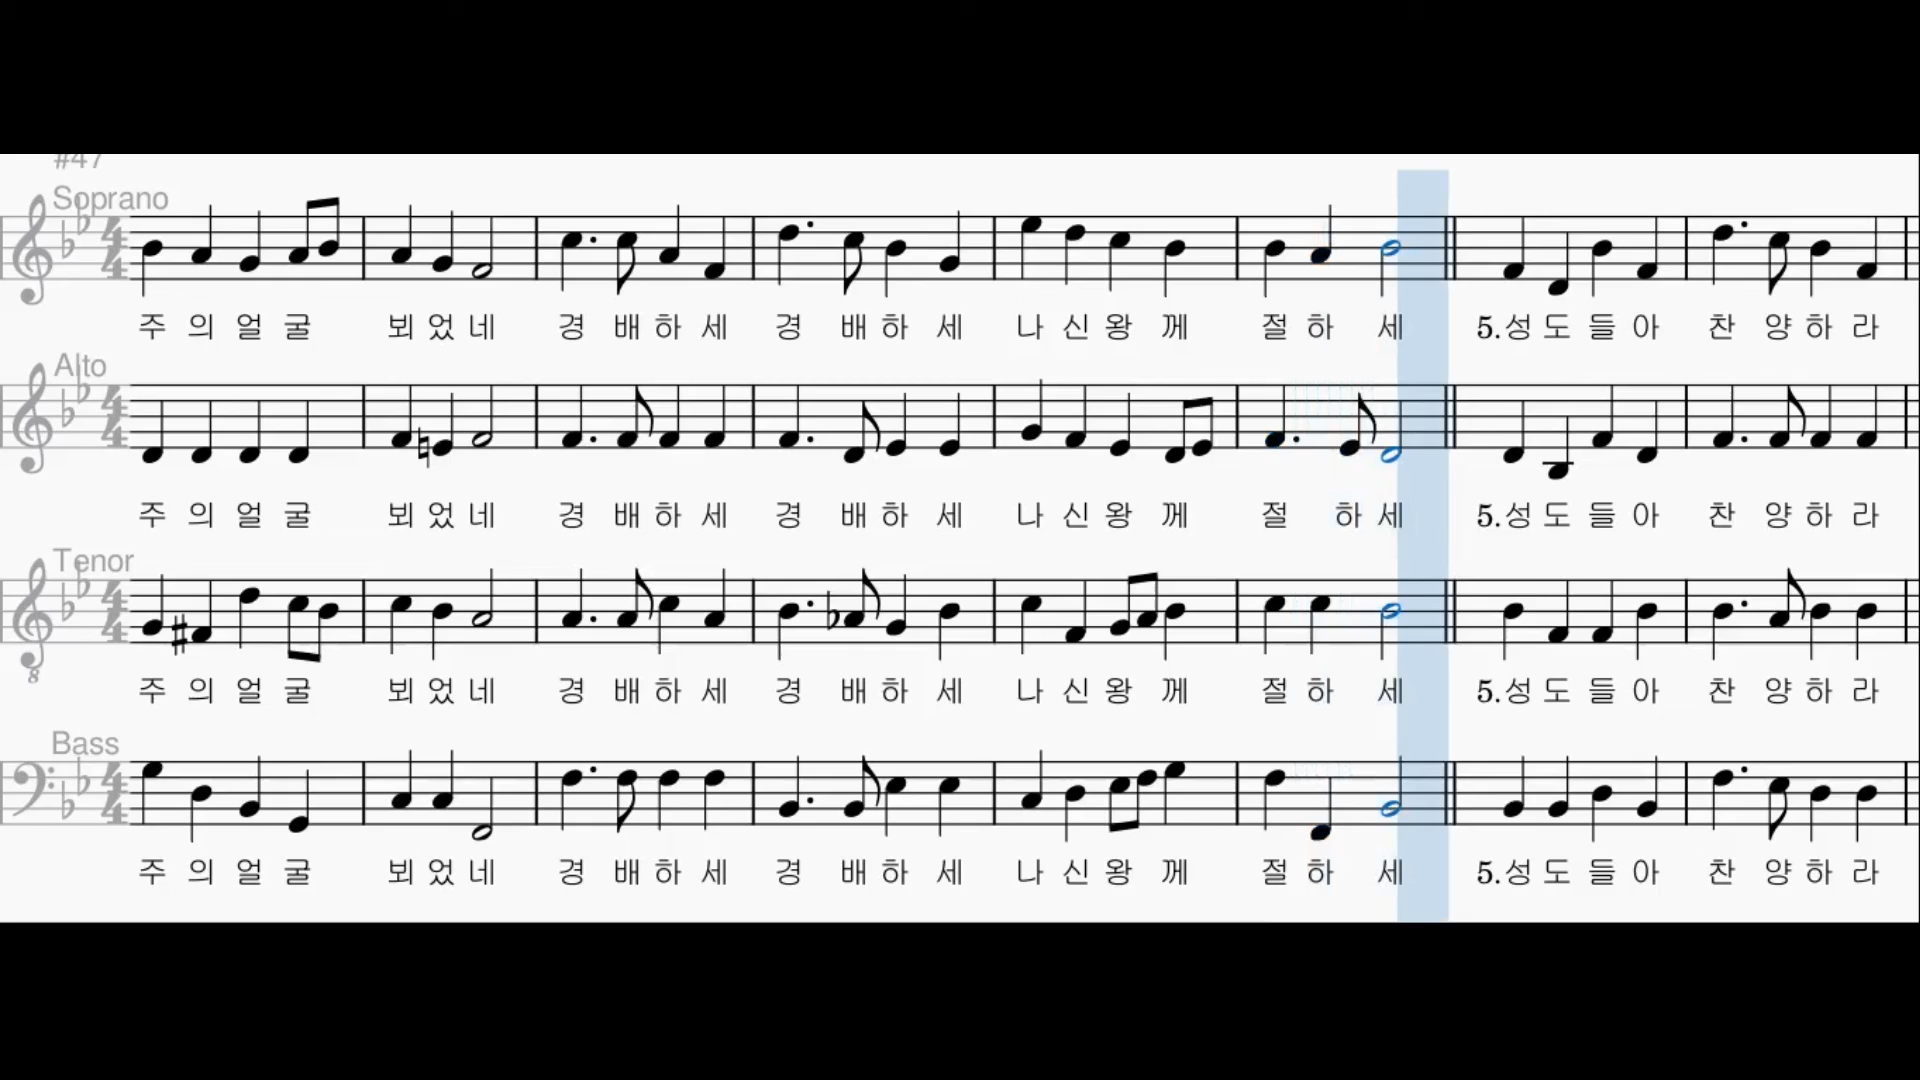 #47
Soprano
주 의 얼 굴 뵈 었 네 경 배 하 세 경 배 하 세 나 신 왕 께 절 하 세 5.성 도 들 아 찬 양 하 라
Alto
주 의 얼 굴 뵈 었 네 경 배 하 세 경 배 하 세 나 신 왕 께 절 하 세 5.성 도 들 아 찬 양 하 라
Tenor
주 의 얼 굴 뵈 었 네 경 배 하 세 경 배 하 세 나 신 왕 께 절 하 세 5.성 도 들 아 찬 양 하 라
Bass
주 의 얼 굴 뵈 었 네 경 배 하 세 경 배 하 세 나 신 왕 께 절 하 세 5.성 도 들 아 찬 양 하 라